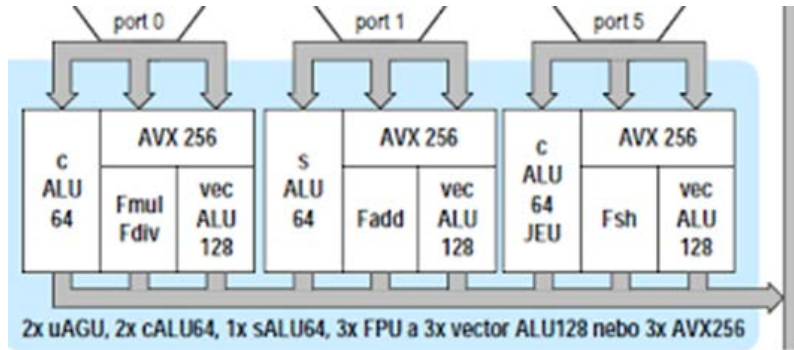 port 0
port 1
port 5
c
ALU
64
AVX 256
Fmul
Fdiv
vec
ALU
128
s
ALU
64
AVX 256
Fadd
vec
ALU
128
c
ALU
64
JEU
AVX 256
Fsh
vec
ALU
128
2x uAGU, 2x cALU64, 1x sALU64, 3x FPU a 3x vector ALU128 nebo 3x AVX256